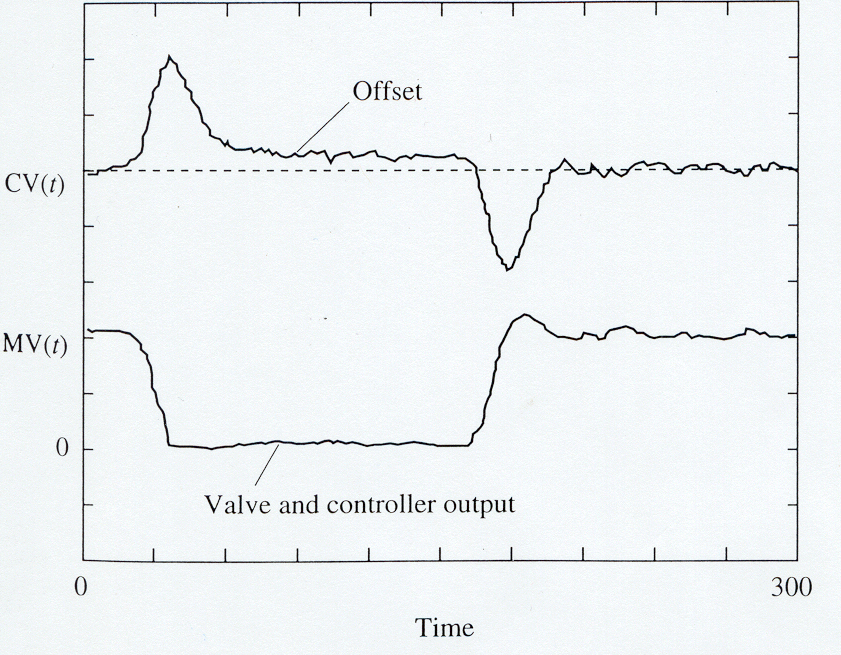 Offset
CV(t)
MV(t)
0
Valve and controller output
0
300
Time